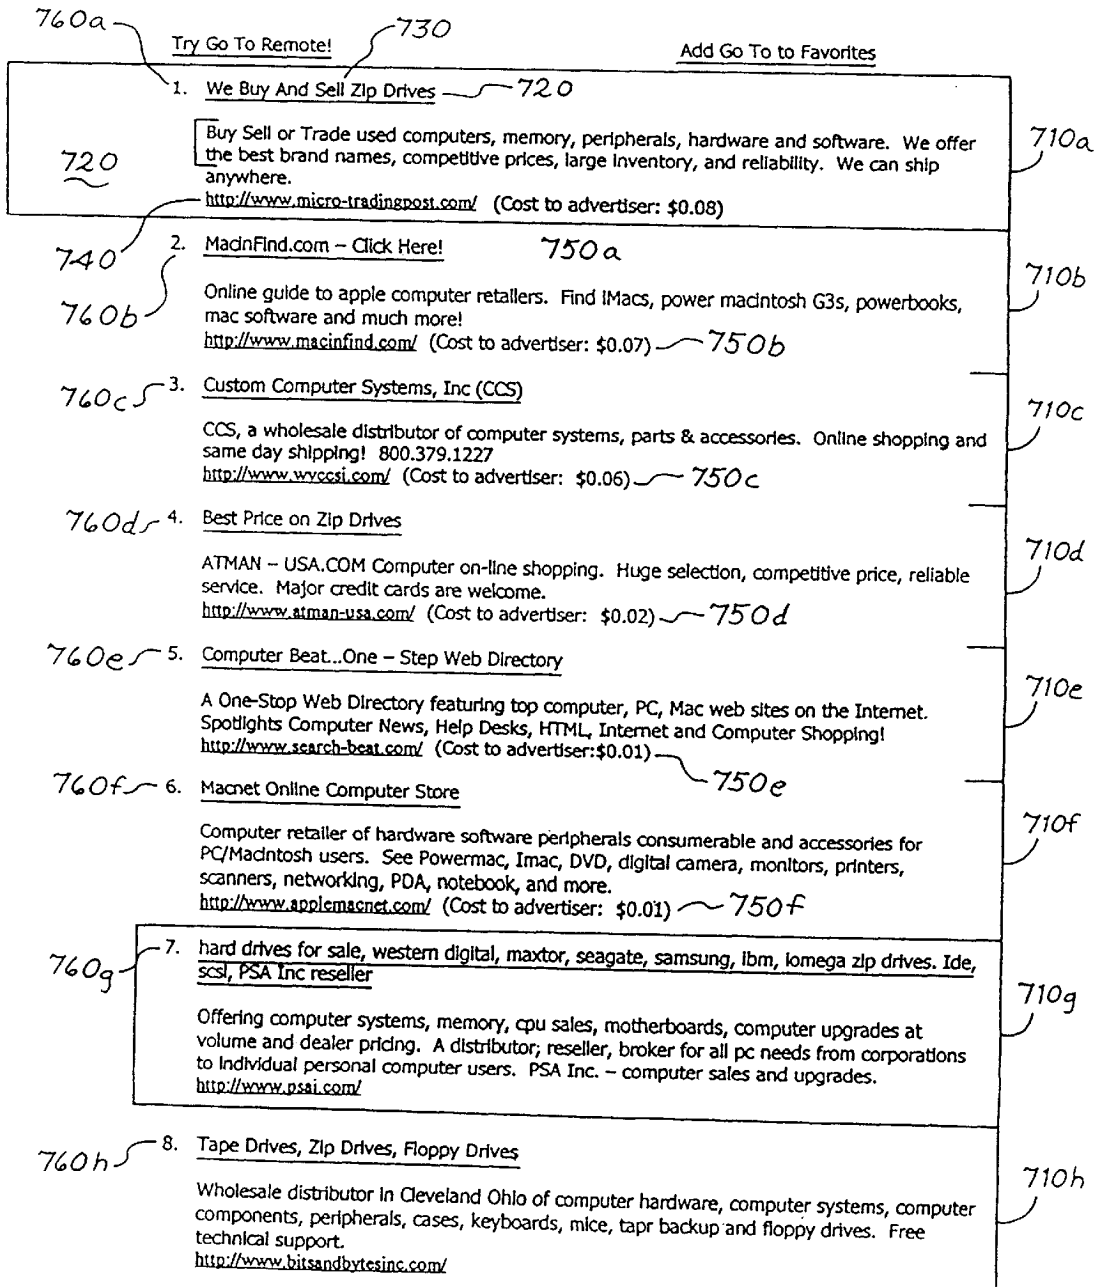 760a 730
Try Go To Remote! Add Go To to Favorites
1. We Buy And Sell Zip Drives 720
720 Buy Sell or Trade used computers, memory, peripherals, hardware and software. We offer 710a
the best brand names, competitive prices, large inventory, and reliability. We can ship
anywhere.
http://www.micro-tradingpost.com/ (Cost to advertiser: $0.08)
740 2. MacInFind.com – Click Here! 750a
760b Online guide to apple computer retailers. Find iMacs, power macintosh G3s, powerbooks, 710b
mac software and much more!
http://www.macinfind.com/ (Cost to advertiser: $0.07) 750b
760c 3. Custom Computer Systems, Inc (CCS)
CCS, a wholesale distributor of computer systems, parts & accessories. Online shopping and 710c
same day shipping! 800.379.1227
http://www.wyccsi.com/ (Cost to advertiser: $0.06) 750c
760d 4. Best Price on Zip Drives
ATMAN – USA.COM Computer on-line shopping. Huge selection, competitive price, reliable 710d
service. Major credit cards are welcome.
http://www.atman-usa.com/ (Cost to advertiser: $0.02) 750d
760e 5. Computer Beat...One – Step Web Directory
A One-Stop Web Directory featuring top computer, PC, Mac web sites on the Internet. 710e
Spotlights Computer News, Help Desks, HTML, Internet and Computer Shopping!
http://www.search-beat.com/ (Cost to advertiser:$0.01) 750e
760f 6. Macnet Online Computer Store
Computer retailer of hardware software peripherals consumerable and accessories for 710f
PC/Macintosh users. See Powermac, Imac, DVD, digital camera, monitors, printers,
scanners, networking, PDA, notebook, and more.
http://www.applemacnet.com/ (Cost to advertiser: $0.01) 750f
760g 7. hard drives for sale, western digital, maxtor, seagate, samsung, ibm, iomega zip drives. Ide,
scsi, PSA Inc reseller 710g
Offering computer systems, memory, cpu sales, motherboards, computer upgrades at
volume and dealer pricing. A distributor; reseller, broker for all pc needs from corporations
to individual personal computer users. PSA Inc. – computer sales and upgrades.
http://www.psai.com/
760h 8. Tape Drives, Zip Drives, Floppy Drives
Wholesale distributor in Cleveland Ohio of computer hardware, computer systems, computer 710h
components, peripherals, cases, keyboards, mice, tapr backup and floppy drives. Free
technical support.
http://www.bitsandbytesinc.com/